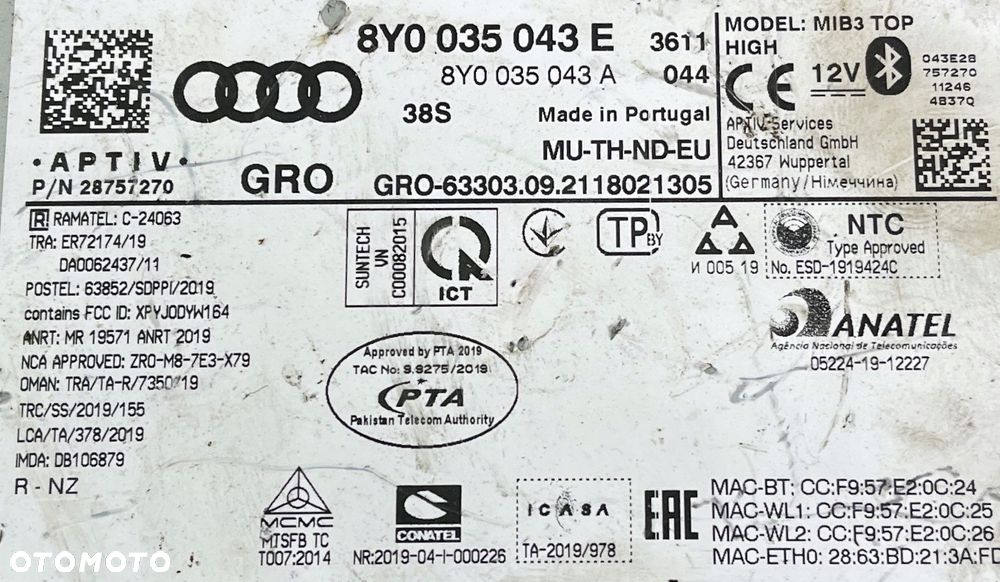 8Y0 035 043 E 3611
8Y0 035 043 A 044
38S Made in Portugal
MU-TH-ND-EU
GRO GRO-63303.09.2118021305
• APTIV •
P/N 28757270
MODEL: MIB3 TOP
HIGH
CE 12V
043E28
757270
11246
4B37Q
APTIV Services
Deutschland GmbH
42367 Wuppertal
(Germany/Німеччина)
R RAMATEL: C-24063
TRA: ER72174/19
DA0062437/11
POSTEL: 63852/SDPPI/2019
contains FCC ID: XPYJODYW164
ANRT: MR 19571 ANRT 2019
NCA APPROVED: ZRO-M8-7E3-X79
OMAN: TRA/TA-R/7350/19
TRC/SS/2019/155
LCA/TA/378/2019
IMDA: DB106879
R - NZ
SUNTECH
VN
C00082015
ICT
TP BY
И 005 19
NTC
Type Approved
No. ESD-1919424C
Approved by PTA 2019
TAC No: 9.9275/2019
PTA
Pakistan Telecom Authority
ANATEL
Agência Nacional de Telecomunicações
05224-19-12227
MCMC
MTSFB TC
T007:2014
CONATEL
NR:2019-04-I-000226
ICASA
TA-2019/978
EAC
MAC-BT: CC:F9:57:E2:0C:24
MAC-WL1: CC:F9:57:E2:0C:25
MAC-WL2: CC:F9:57:E2:0C:26
MAC-ETH0: 28:63:BD:21:3A:FD
OTOMOTO